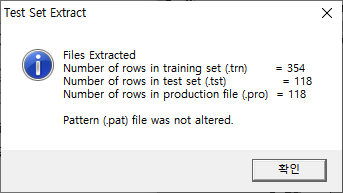 Test Set Extract
Files Extracted
Number of rows in training set (.trn) = 354
Number of rows in test set (.tst) = 118
Number of rows in production file (.pro) = 118
Pattern (.pat) file was not altered.
확인